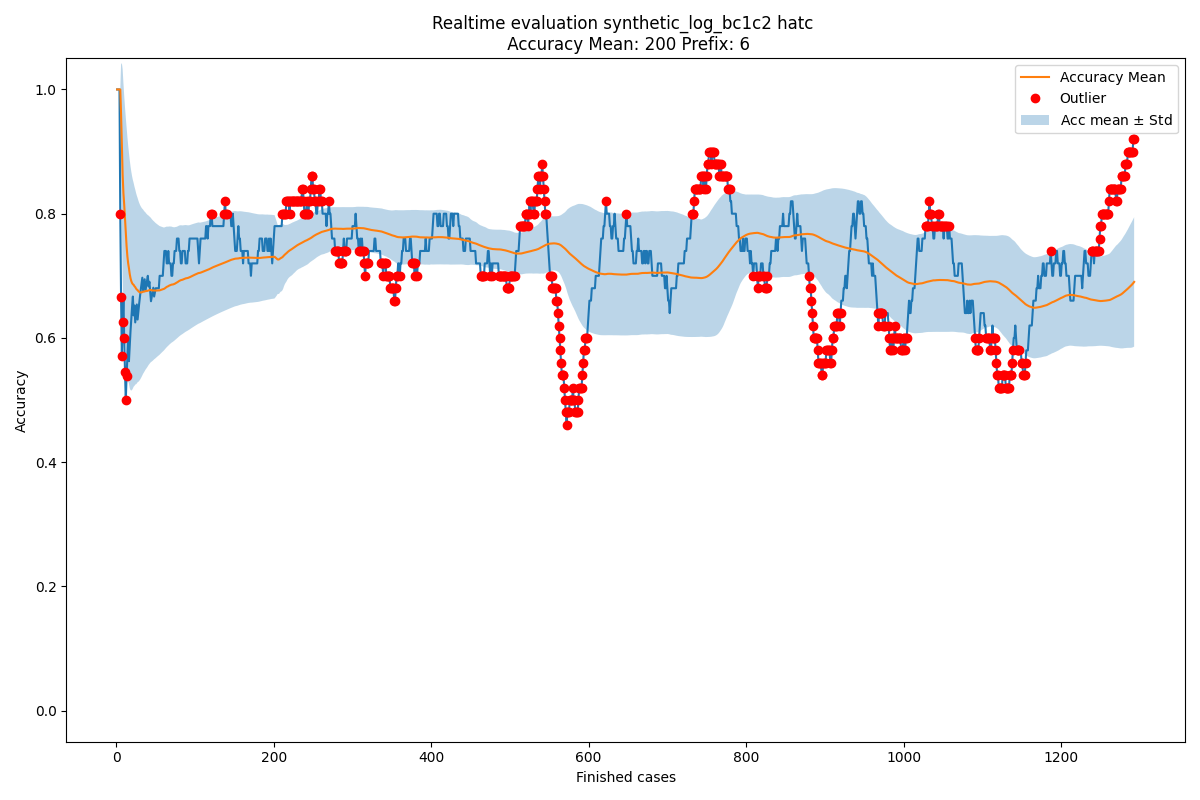 Realtime evaluation synthetic_log_bc1c2 hatc
Accuracy Mean: 200 Prefix: 6
Accuracy Mean
Outlier
Acc mean ± Std
1.0
0.8
0.6
0.4
0.2
0.0
Accuracy
0
200
400
600
800
1000
1200
Finished cases